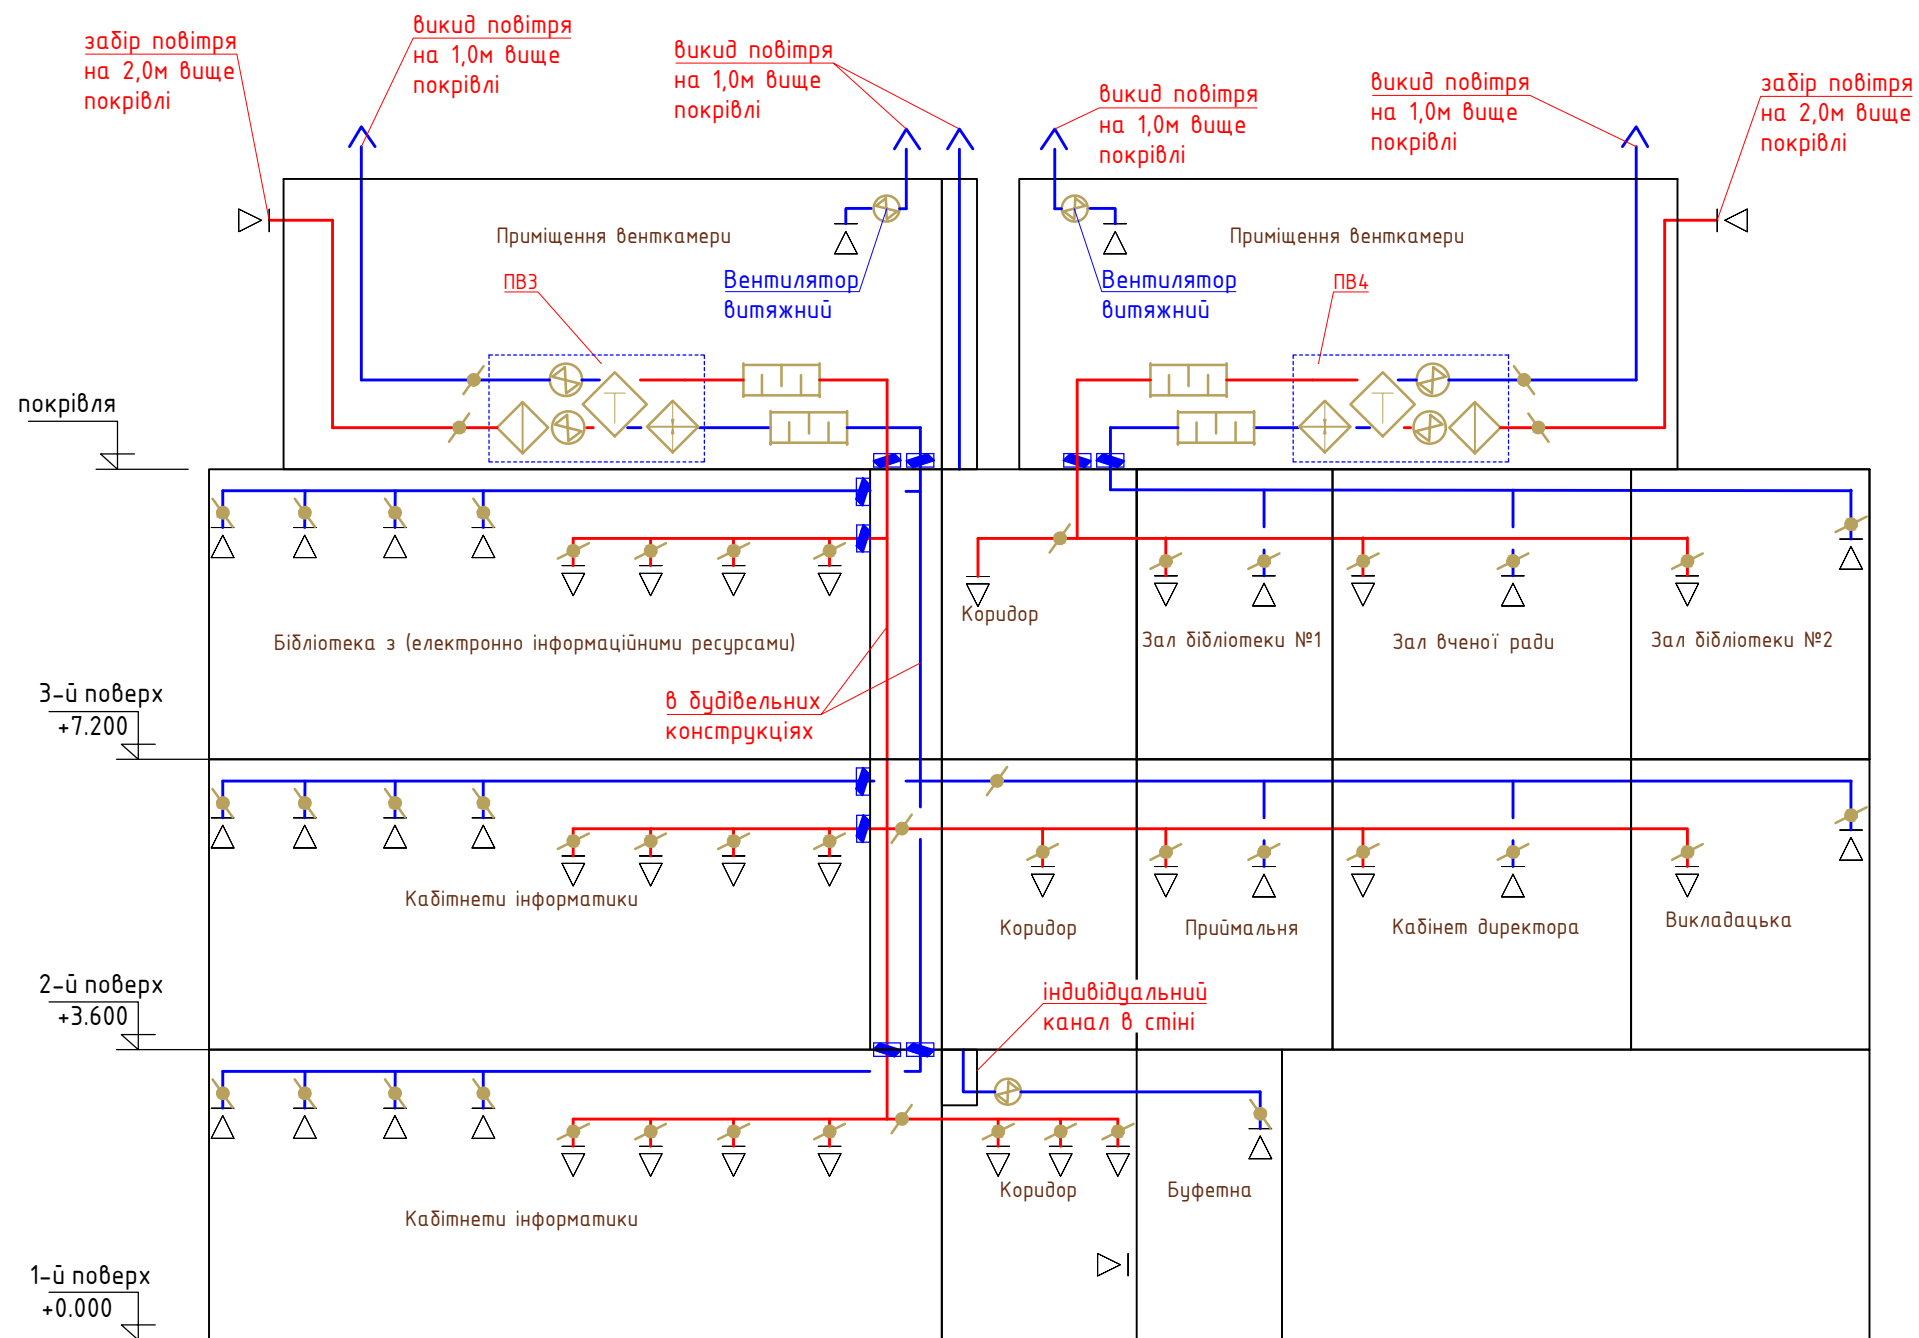 забір повітря
на 2,0м вище
покрівлі
викид повітря
на 1,0м вище
покрівлі
викид повітря
на 1,0м вище
покрівлі
викид повітря
на 1,0м вище
покрівлі
викид повітря
на 1,0м вище
покрівлі
забір повітря
на 2,0м вище
покрівлі
Приміщення венткамери
Приміщення венткамери
ПВ3
Вентилятор
витяжний
Вентилятор
витяжний
ПВ4
покрівля
Т
Т
Бібліотека з (електронно інформаційними ресурсами)
Коридор
Зал бібліотеки №1
Зал вченої ради
Зал бібліотеки №2
в будівельних
конструкціях
3-й поверх
+7.200
Кабітнети інформатики
Коридор
Приймальня
Кабінет директора
Викладацька
2-й поверх
+3.600
індивідуальний
канал в стіні
Кабітнети інформатики
Коридор
Буфетна
1-й поверх
+0.000